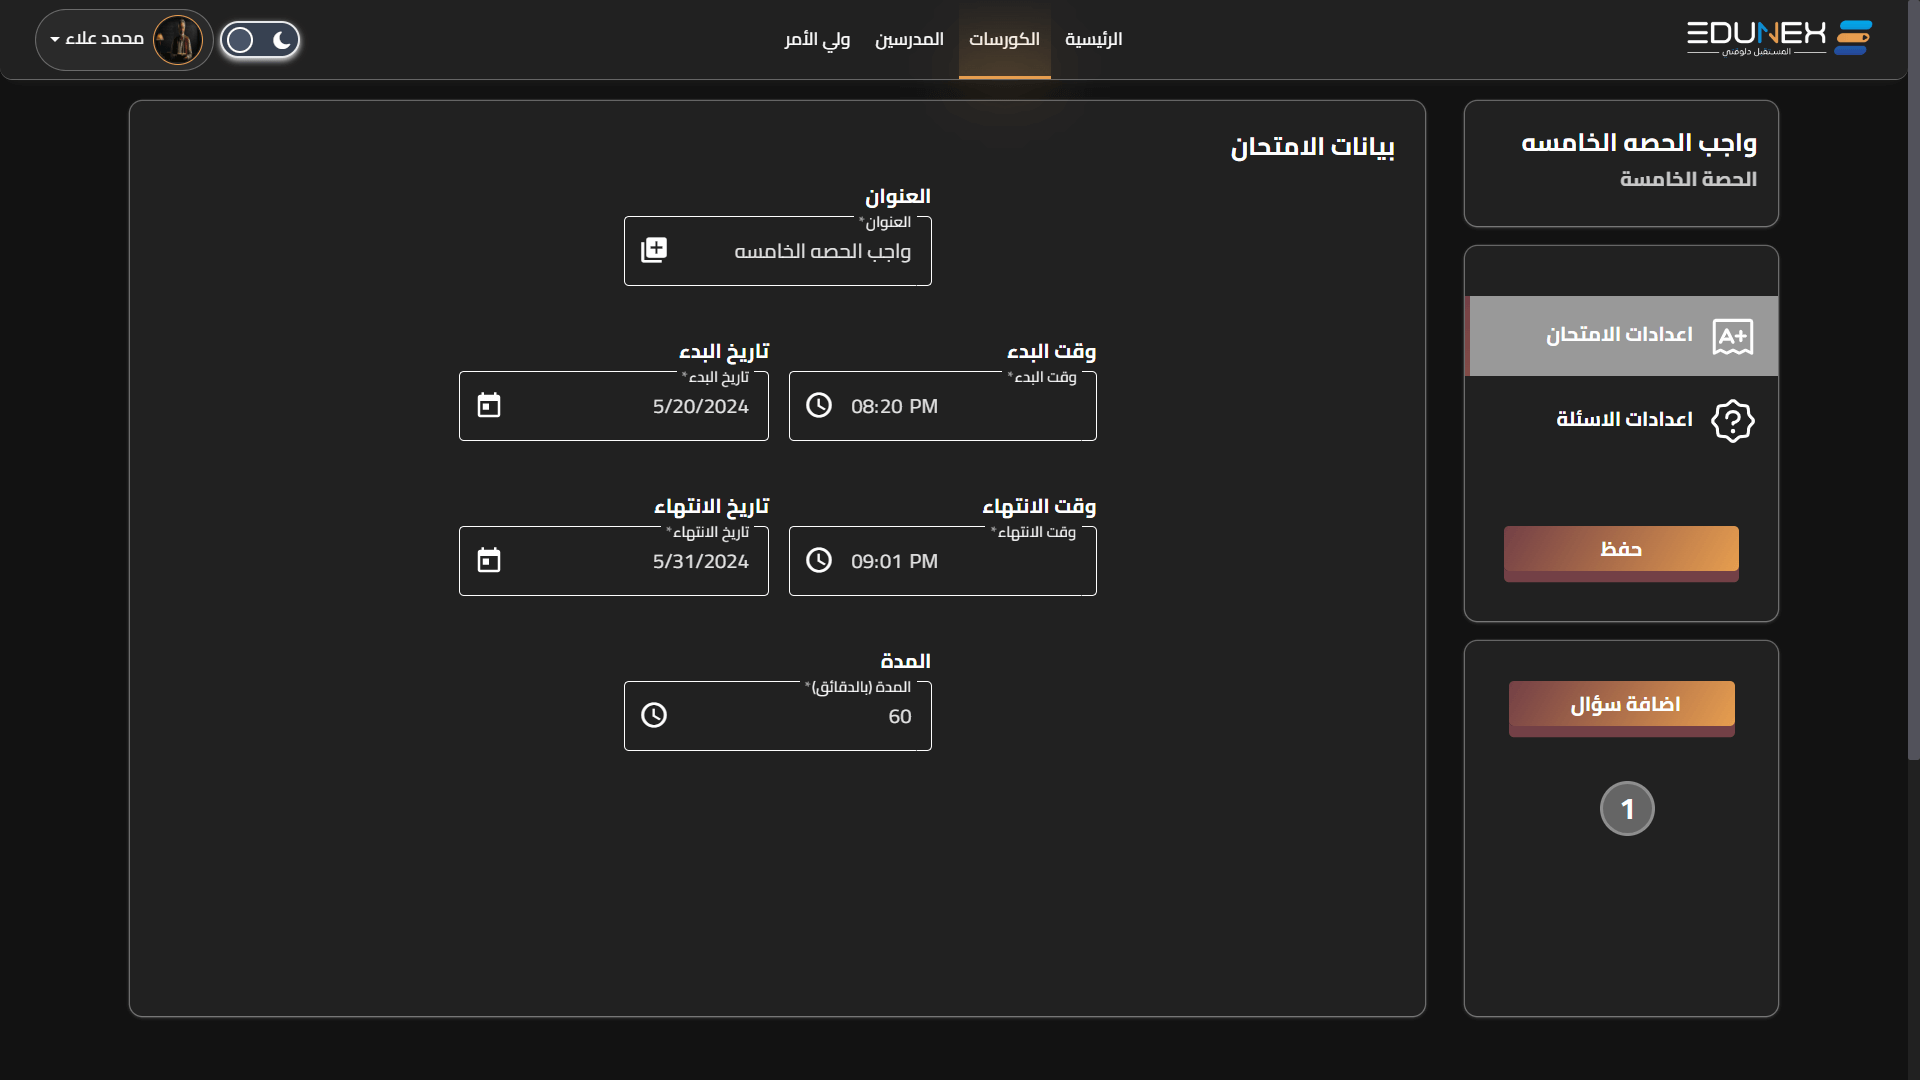 EDUNEX
المستقبل دلوقتي
الرئيسية
الكورسات
المدرسين
ولي الأمر
محمد علاء
واجب الحصه الخامسه
الحصة الخامسة
اعدادات الامتحان
A+
اعدادات الاسئلة
?
حفظ
اضافة سؤال
1
بيانات الامتحان
العنوان
العنوان *
واجب الحصه الخامسه
وقت البدء
وقت البدء *
08:20 PM
تاريخ البدء
تاريخ البدء *
5/20/2024
وقت الانتهاء
وقت الانتهاء *
09:01 PM
تاريخ الانتهاء
تاريخ الانتهاء *
5/31/2024
المدة
المدة (بالدقائق) *
60